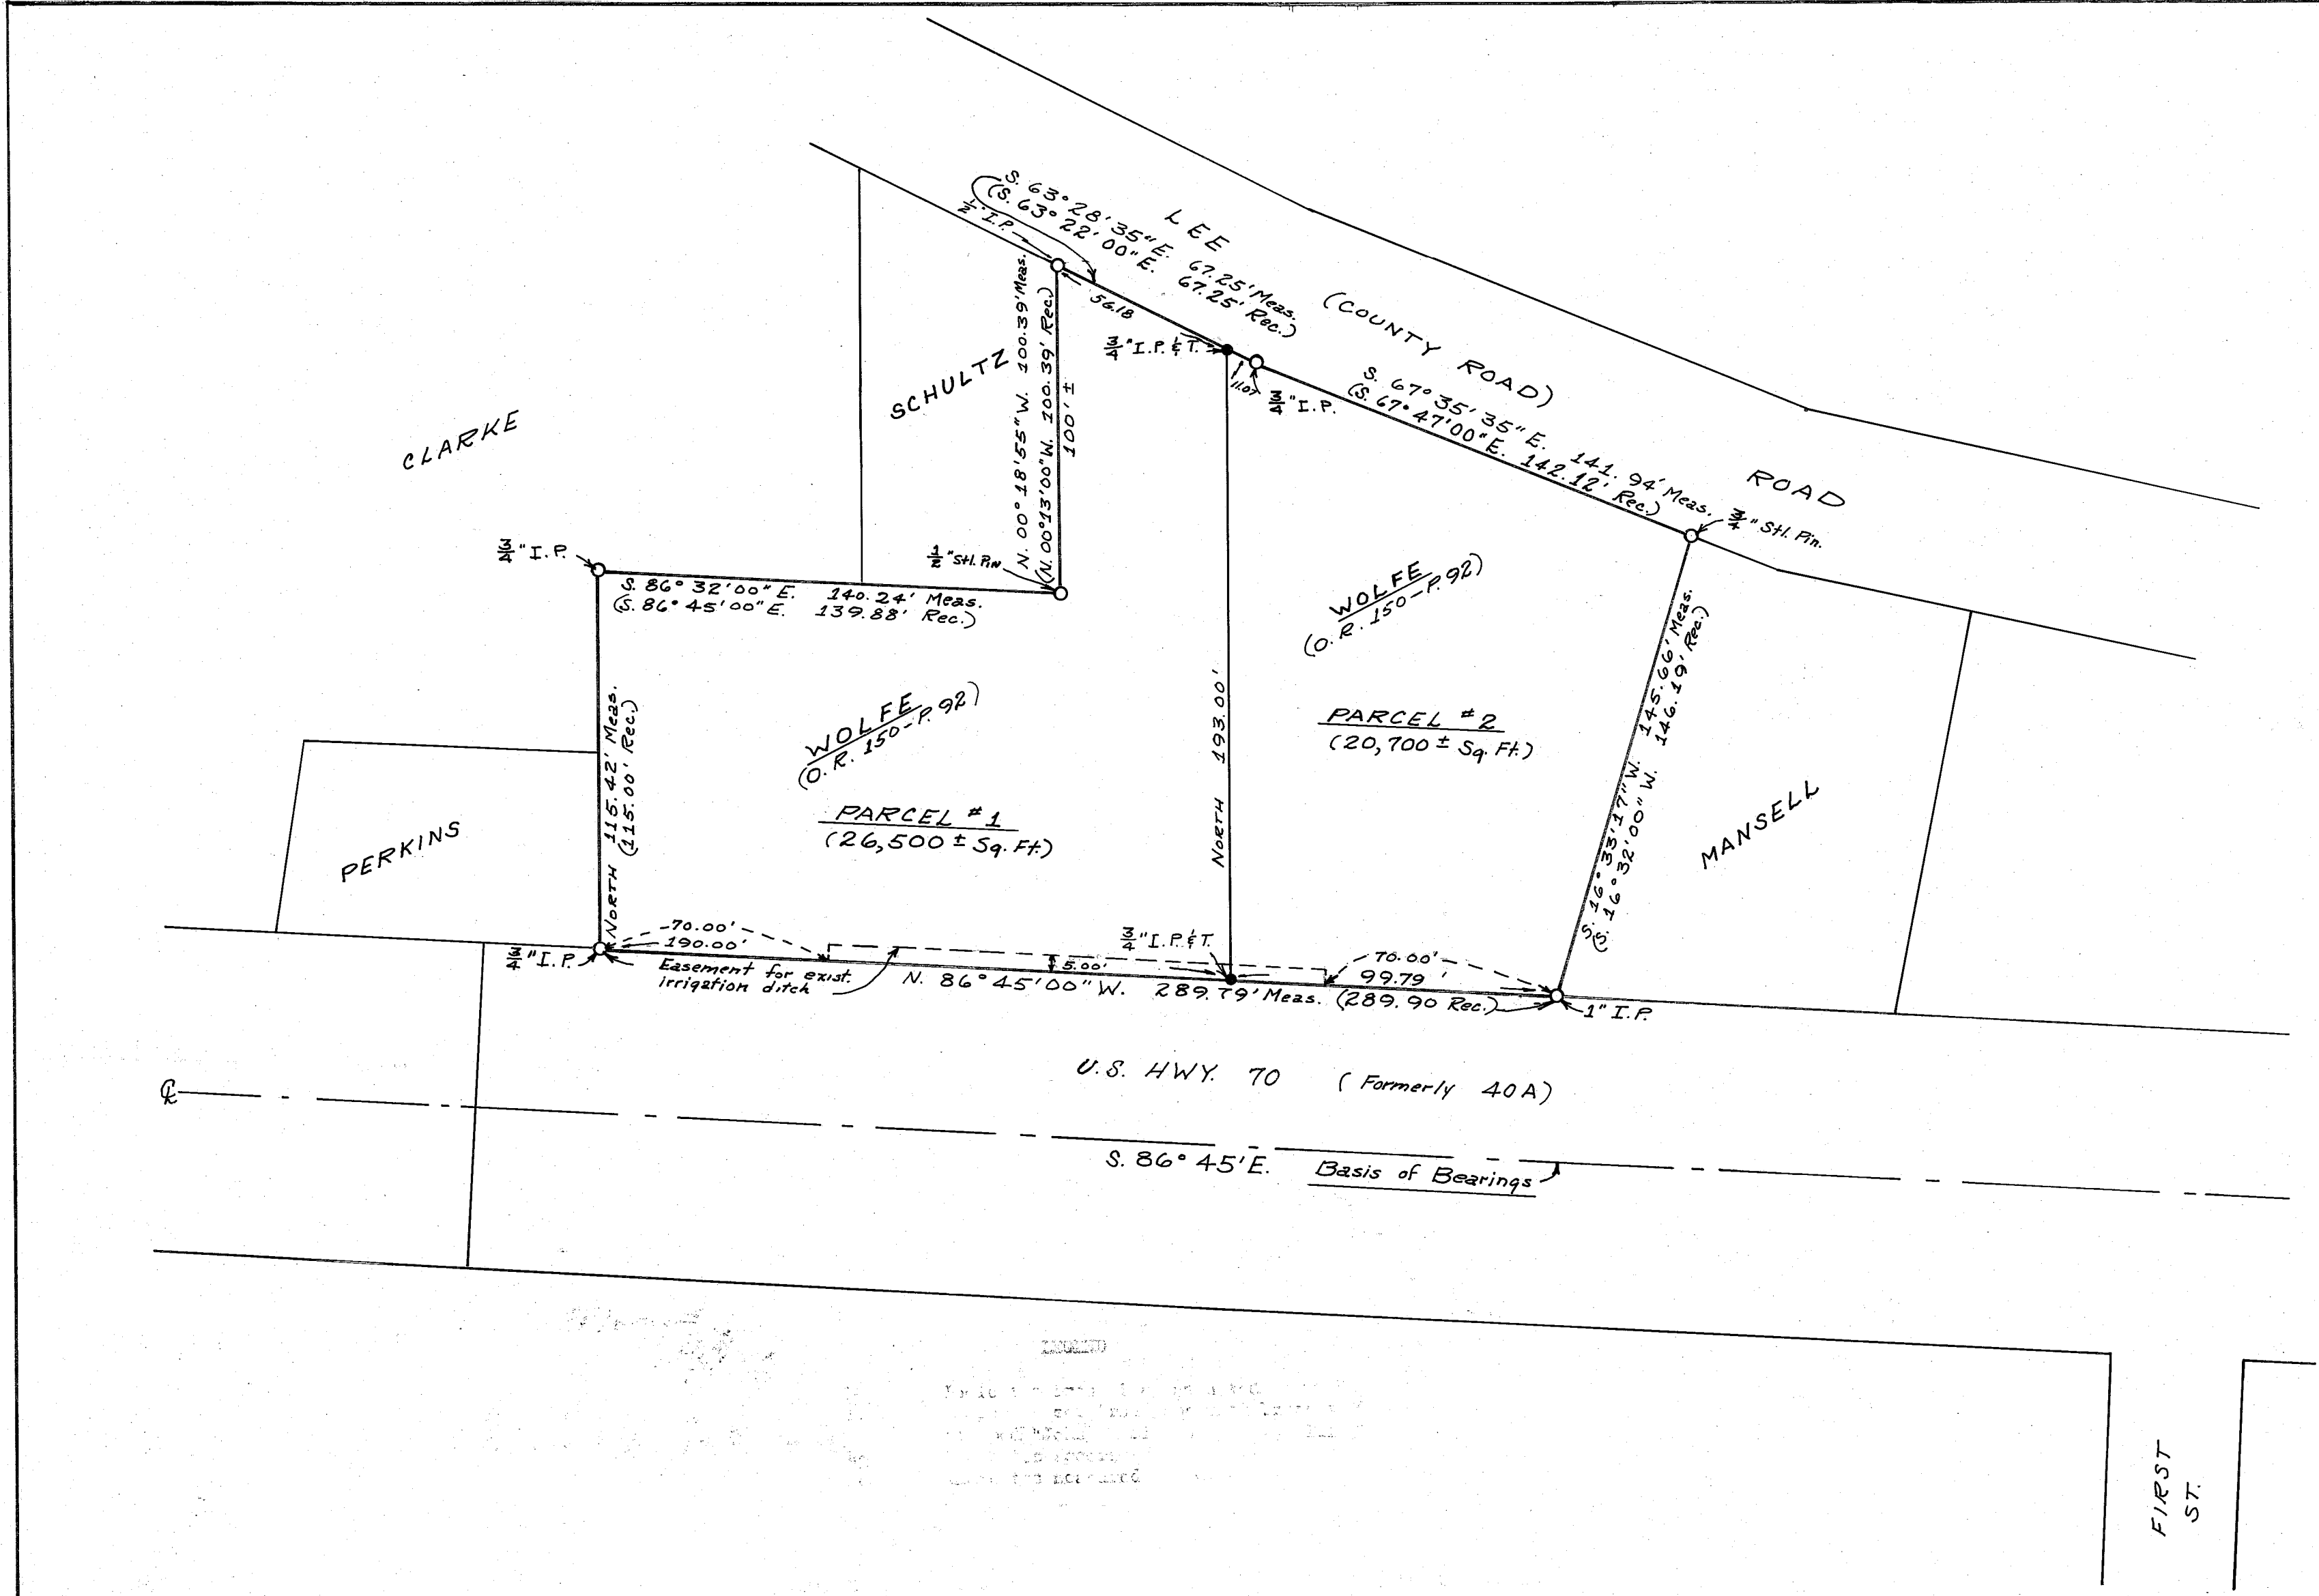 S. 63° 28' 35" E. 67.25' Meas.
(S. 63° 22' 00" E. 67.25' Rec.)
1/2" I.P.
LEE
(COUNTY ROAD)
ROAD
56.18
3/4" I.P. & T.
11.07
3/4" I.P.
S. 67° 35' 35" E. 141.94' Meas.
(S. 67° 47' 00" E. 142.12' Rec.)
3/4" Stl. Pin.
SCHULTZ
N. 00° 18' 55" W. 100.39' Meas.
(N. 00° 13' 00" W. 100.39' Rec.)
100' ±
CLARKE
3/4" I.P.
1/2" Stl. Pin
S. 86° 32' 00" E. 140.24' Meas.
(S. 86° 45' 00" E. 139.88' Rec.)
WOLFE
(O.R. 150-P. 92)
WOLFE
(O.R. 150-P. 92)
PARCEL #2
(20,700 ± Sq. Ft.)
NORTH 193.00'
S. 16° 33' 17" W. 145.66' Meas.
(S. 16° 32' 00" W. 146.19' Rec.)
MANSELL
NORTH 115.42' Meas.
(115.00' Rec.)
PARCEL #1
(26,500 ± Sq. Ft.)
PERKINS
70.00'
190.00'
3/4" I.P.
Easement for exist.
irrigation ditch
3/4" I.P. & T.
5.00'
70.00'
99.79'
N. 86° 45' 00" W. 289.79' Meas. (289.90 Rec.)
1" I.P.
U.S. HWY. 70 (Formerly 40A)
℄
S. 86° 45' E. Basis of Bearings
FIRST
ST.